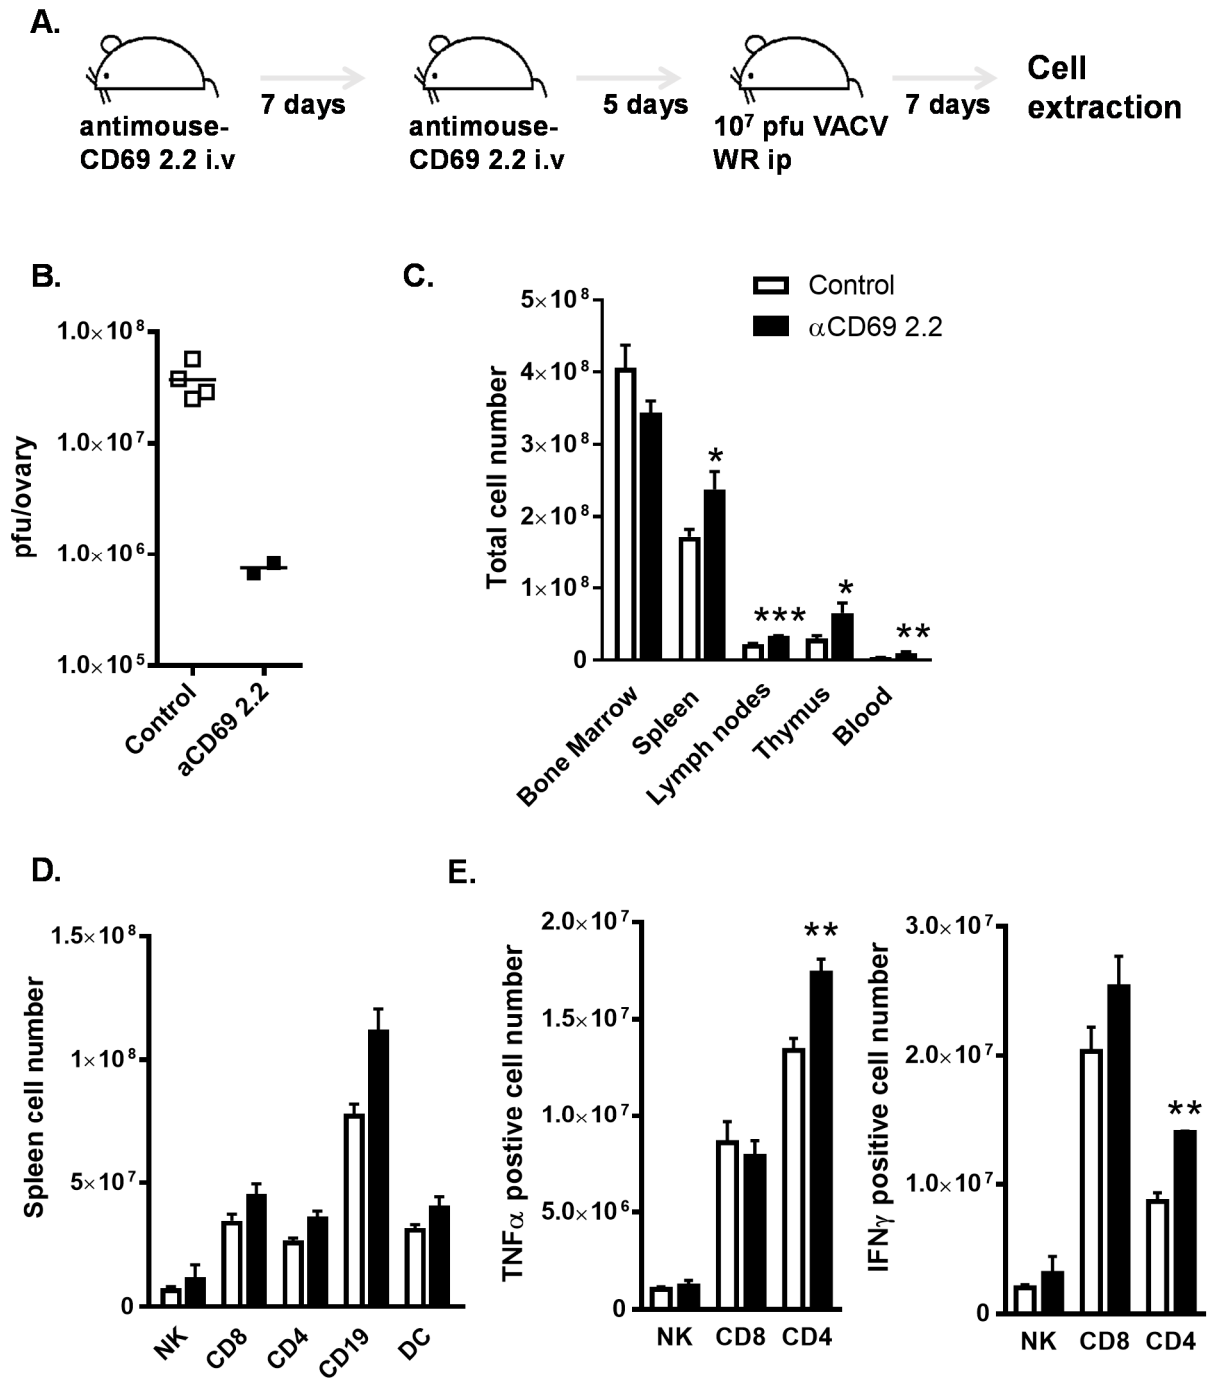 A.
7 days
5 days
7 days
Cell
extraction
antimouse-
CD69 2.2 i.v
antimouse-
CD69 2.2 i.v
10⁷ pfu VACV
WR ip
B.
pfu/ovary
1.0×10⁸
1.0×10⁷
1.0×10⁶
1.0×10⁵
Control
aCD69 2.2
C.
Control
αCD69 2.2
Total cell number
5×10⁸
4×10⁸
3×10⁸
2×10⁸
1×10⁸
0
*
***
*
**
Bone Marrow
Spleen
Lymph nodes
Thymus
Blood
D.
Spleen cell number
1.5×10⁸
1×10⁸
5×10⁷
0
NK
CD8
CD4
CD19
DC
E.
TNFα postive cell number
2.0×10⁷
1.5×10⁷
1.0×10⁷
5.0×10⁶
0
**
NK
CD8
CD4
IFNγ positive cell number
3.0×10⁷
2.0×10⁷
1.0×10⁷
0
**
NK
CD8
CD4